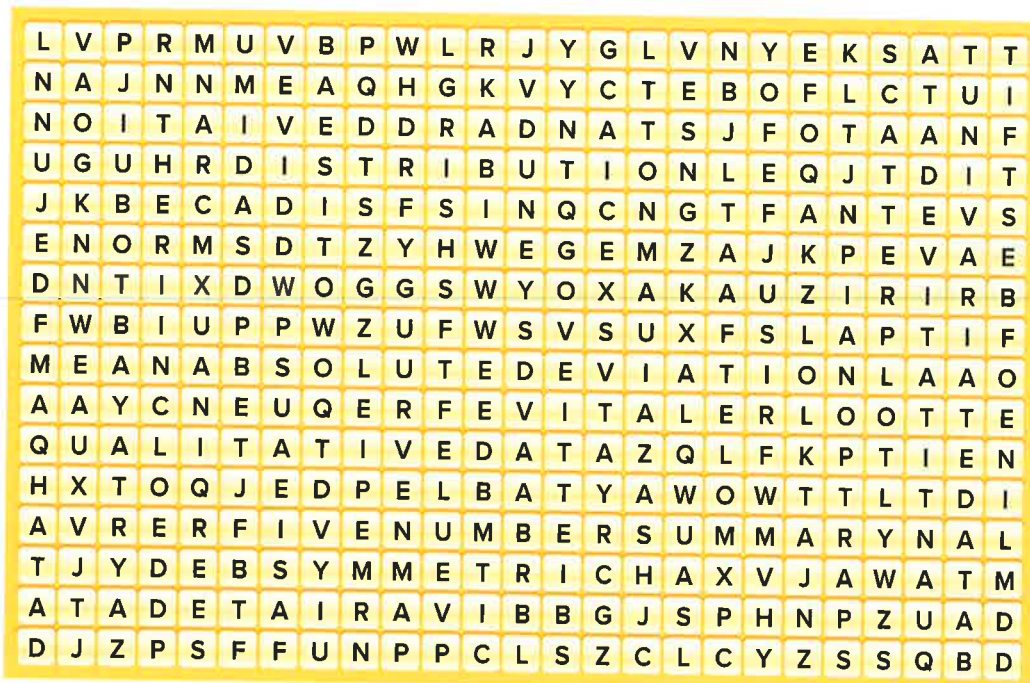 L V P R M U V B P W L R J Y G L V N Y E K S A T T
N A J N N M E A Q H G K V Y C T E B O F L C T U I
N O I T A I V E D D R A D N A T S J F O T A A N F
U G U H R D I S T R I B U T I O N L E Q J T D I T
J K B E C A D I S F S I N Q C N G T F A N T E V S
E N O R M S D T Z Y H W E G E M Z A J K P E V A E
D N T I X D W O G G S W Y O X A K A U Z I R I R B
F W B I U P P W Z U F W S V S U X F S L A P T I F
M E A N A B S O L U T E D E V I A T I O N L A A O
A A Y C N E U Q E R F E V I T A L E R L O O T T E
Q U A L I T A T I V E D A T A Z Q L F K P T I E N
H X T O Q J E D P E L B A T Y A W O W T T L T D I
A V R E R F I V E N U M B E R S U M M A R Y N A L
T J Y D E B S Y M M E T R I C H A X V J A W A T M
A T A D E T A I R A V I B B G J S P H N P Z U A D
D J Z P S F F U N P P C L S Z C L C Y Z S S Q B D